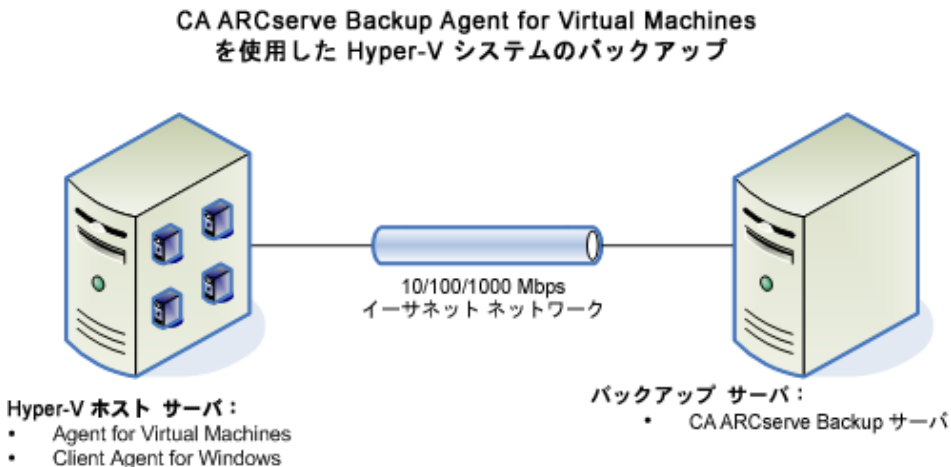 CA ARCserve Backup Agent for Virtual Machines
を使用した Hyper-V システムのバックアップ
10/100/1000 Mbps
イーサネット ネットワーク
Hyper-V ホスト サーバ：
• Agent for Virtual Machines
• Client Agent for Windows
バックアップ サーバ：
• CA ARCserve Backup サーバ